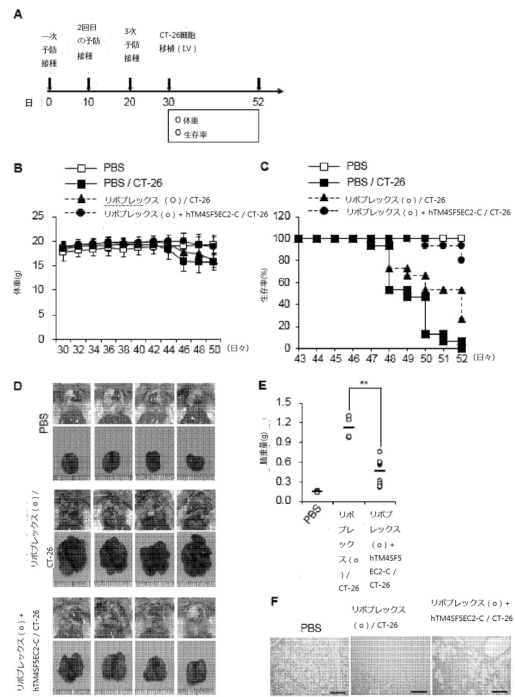 A
一次
予防
接種
2回目
の予防
接種
3次
予防
接種
CT-26細胞
移植（I.V）
日
0
10
20
30
52
体重
生存率
B
PBS
PBS / CT-26
リポプレックス（O）/ CT-26
リポプレックス（o）+ hTM4SF5EC2-C / CT-26
体重(g)
25
20
15
10
5
0
30 32 34 36 38 40 42 44 46 48 50
(日々)
C
PBS
PBS / CT-26
リポプレックス（o）/ CT-26
リポプレックス（o）+ hTM4SF5EC2-C / CT-26
生存率(%)
120
100
80
60
40
20
0
43 44 45 46 47 48 49 50 51 52
(日々)
D
PBS
リポプレックス（o）/
CT-26
リポプレックス（o）+
hTM4SF5EC2-C / CT-26
E
**
肺重量(g)
1.5
1.2
0.9
0.6
0.3
0
PBS
リポ
プレ
ック
ス（o
）/
CT-26
リポプ
レックス
（o）+
hTM4SF5
EC2-C /
CT-26
F
PBS
リポプレックス
（o）/ CT-26
リポプレックス（o）+
hTM4SF5EC2-C / CT-26